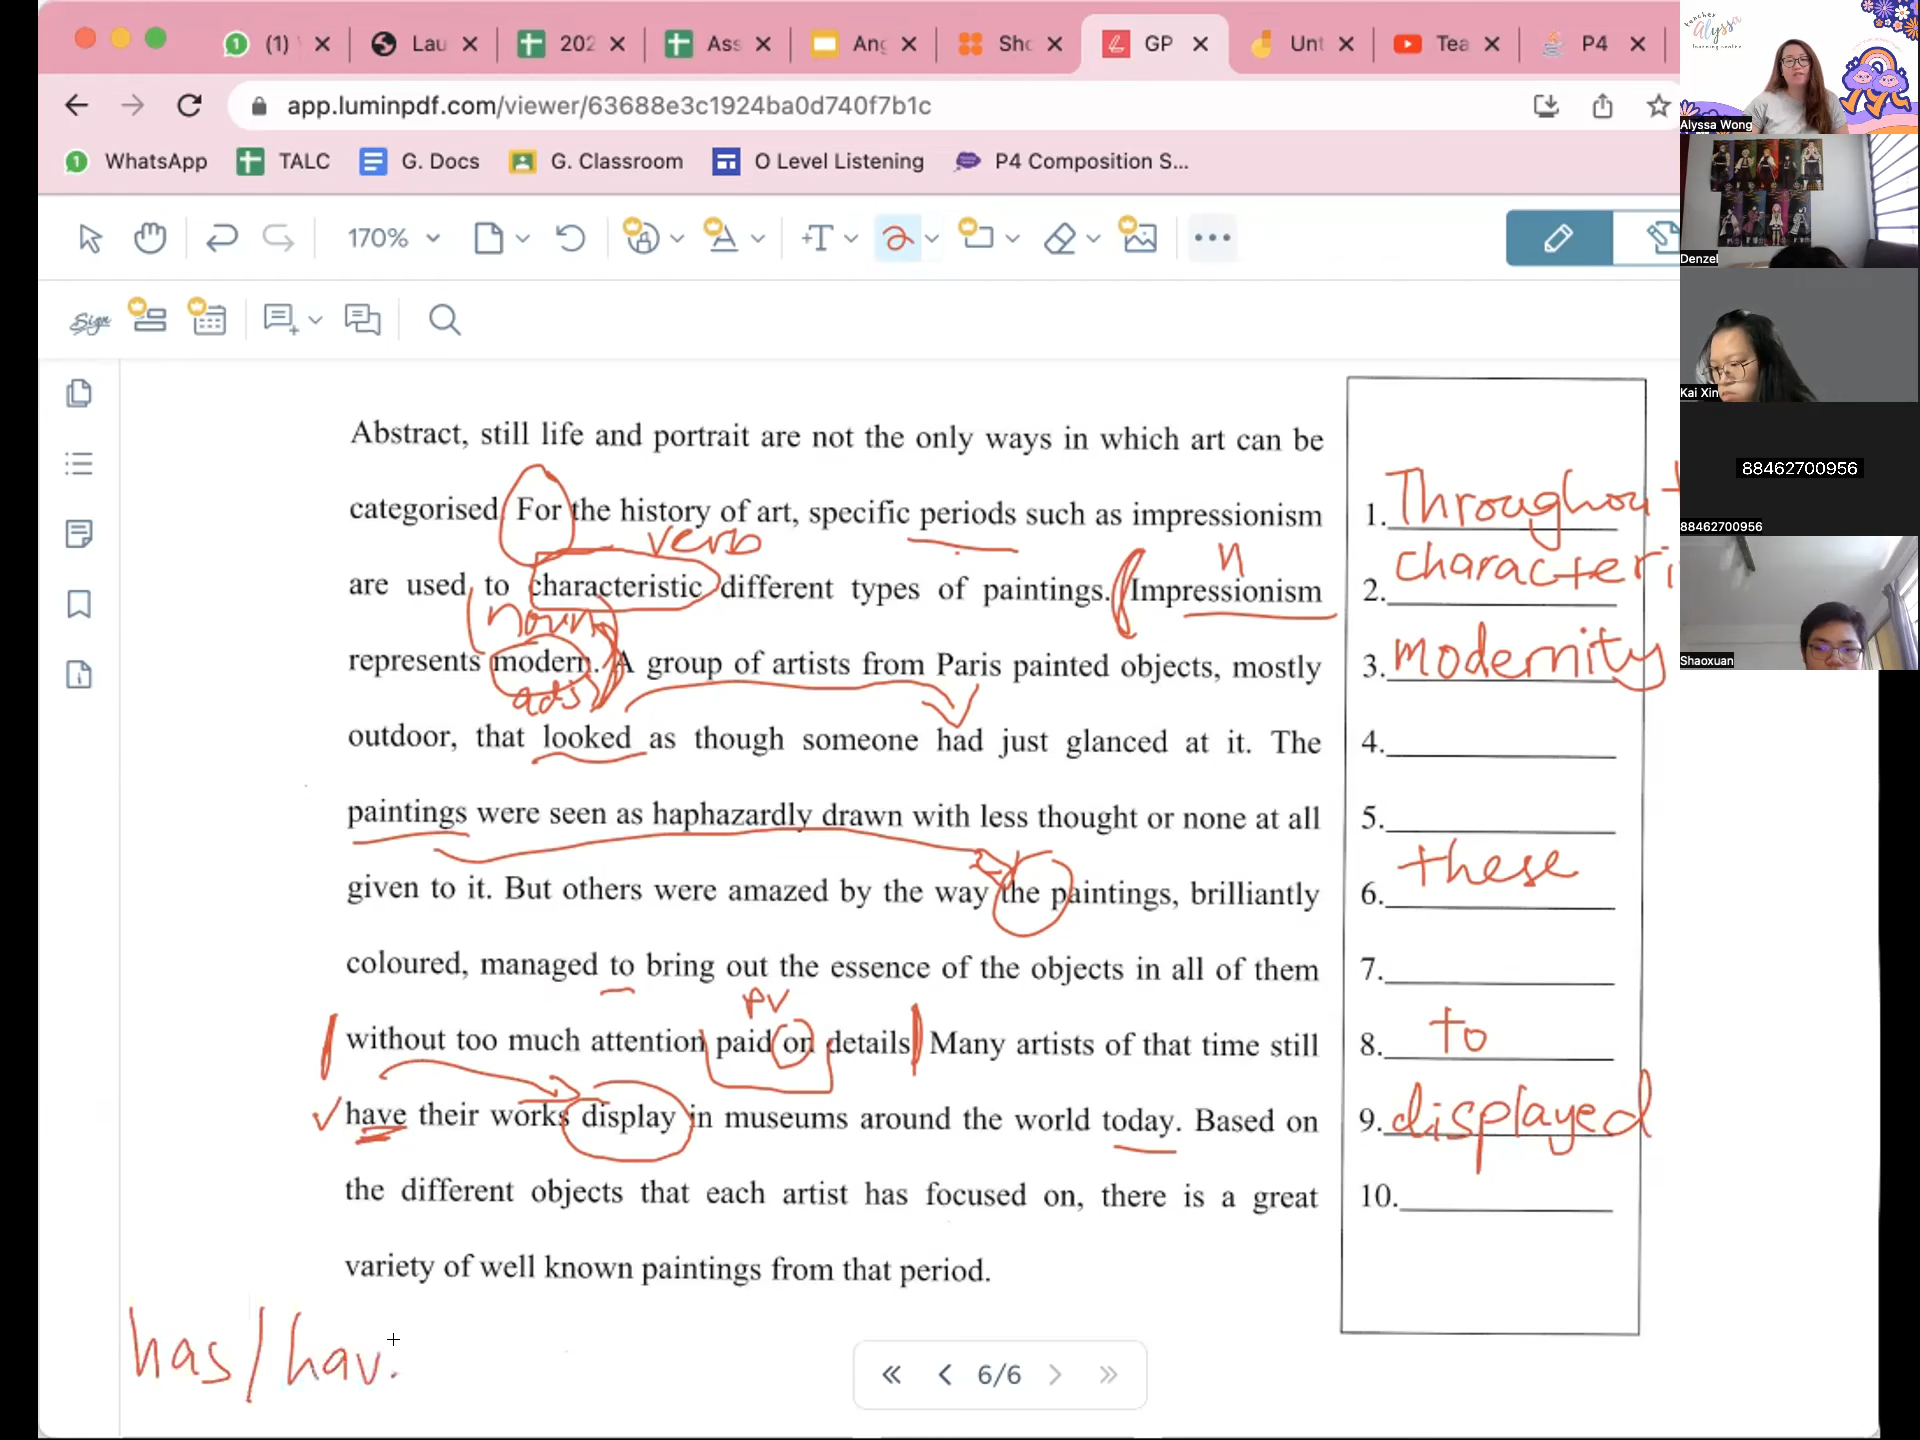 (1) Lau 202 Ass Ang Sho GP Unt Tea P4
app.luminpdf.com/viewer/63688e3c1924ba0d740f7b1c
WhatsApp TALC G. Docs G. Classroom O Level Listening P4 Composition S...
170%
Sign
teacher
alyssa
learning centre
Alyssa Wong
Denzel
Kai Xin
88462700956
88462700956
Shaoxuan
Abstract, still life and portrait are not the only ways in which art can be
categorised. For the history of art, specific periods such as impressionism 1. Throughout
verb n
are used to characteristic different types of paintings. Impressionism 2. characteri
noun
represents modern. A group of artists from Paris painted objects, mostly 3. modernity
adj
outdoor, that looked as though someone had just glanced at it. The 4.
paintings were seen as haphazardly drawn with less thought or none at all 5.
given to it. But others were amazed by the way the paintings, brilliantly 6. these
coloured, managed to bring out the essence of the objects in all of them 7.
PV
without too much attention paid on details. Many artists of that time still 8. to
have their works display in museums around the world today. Based on 9. displayed
the different objects that each artist has focused on, there is a great 10.
variety of well known paintings from that period.
has/hav
6/6